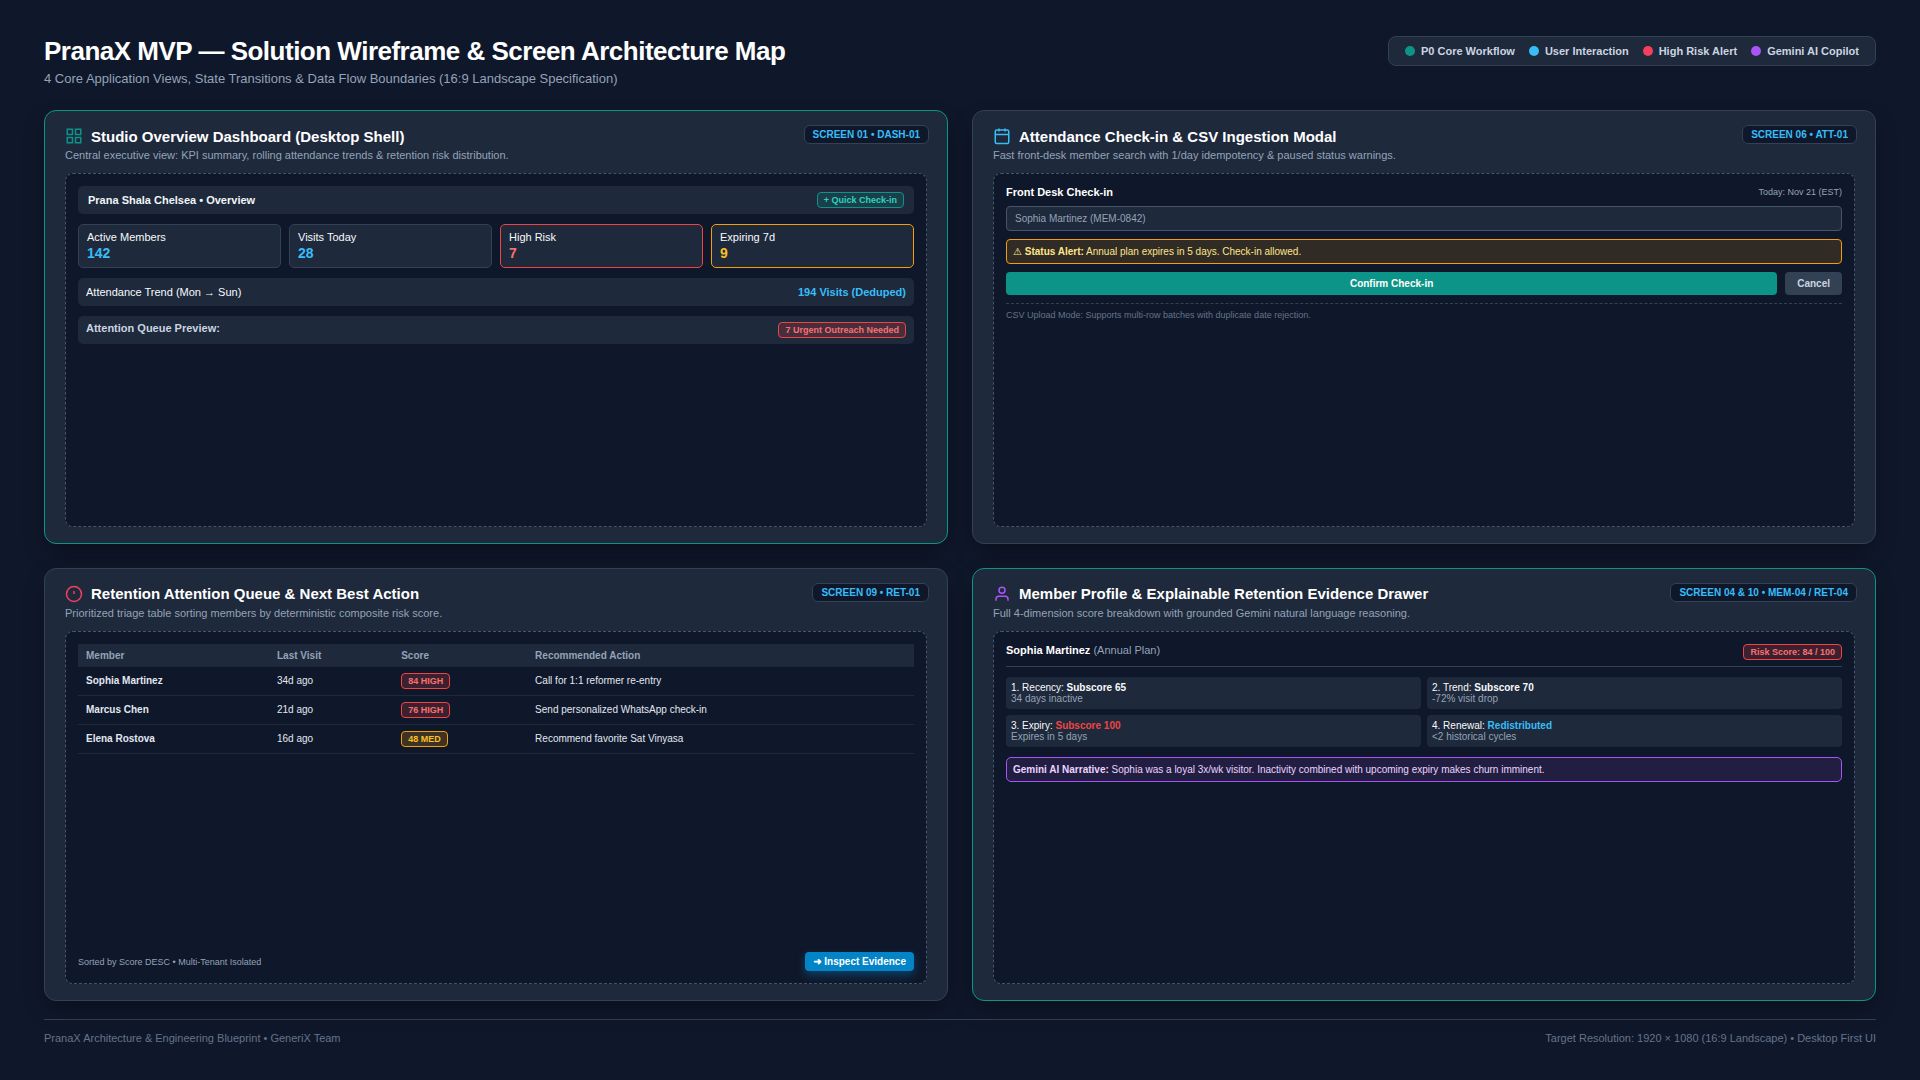 PranaX MVP — Solution Wireframe & Screen Architecture Map
4 Core Application Views, State Transitions & Data Flow Boundaries (16:9 Landscape Specification)
P0 Core Workflow User Interaction High Risk Alert Gemini AI Copilot
Studio Overview Dashboard (Desktop Shell)
SCREEN 01 • DASH-01
Central executive view: KPI summary, rolling attendance trends & retention risk distribution.
Prana Shala Chelsea • Overview
+ Quick Check-in
Active Members
142
Visits Today
28
High Risk
7
Expiring 7d
9
Attendance Trend (Mon → Sun)
194 Visits (Deduped)
Attention Queue Preview:
7 Urgent Outreach Needed
Attendance Check-in & CSV Ingestion Modal
SCREEN 06 • ATT-01
Fast front-desk member search with 1/day idempotency & paused status warnings.
Front Desk Check-in
Today: Nov 21 (EST)
Sophia Martinez (MEM-0842)
⚠ Status Alert: Annual plan expires in 5 days. Check-in allowed.
Confirm Check-in
Cancel
CSV Upload Mode: Supports multi-row batches with duplicate date rejection.
Retention Attention Queue & Next Best Action
SCREEN 09 • RET-01
Prioritized triage table sorting members by deterministic composite risk score.
Member Last Visit Score Recommended Action
Sophia Martinez 34d ago 84 HIGH Call for 1:1 reformer re-entry
Marcus Chen 21d ago 76 HIGH Send personalized WhatsApp check-in
Elena Rostova 16d ago 48 MED Recommend favorite Sat Vinyasa
Sorted by Score DESC • Multi-Tenant Isolated
➜ Inspect Evidence
Member Profile & Explainable Retention Evidence Drawer
SCREEN 04 & 10 • MEM-04 / RET-04
Full 4-dimension score breakdown with grounded Gemini natural language reasoning.
Sophia Martinez (Annual Plan)
Risk Score: 84 / 100
1. Recency: Subscore 65
34 days inactive
2. Trend: Subscore 70
-72% visit drop
3. Expiry: Subscore 100
Expires in 5 days
4. Renewal: Redistributed
<2 historical cycles
Gemini AI Narrative: Sophia was a loyal 3x/wk visitor. Inactivity combined with upcoming expiry makes churn imminent.
PranaX Architecture & Engineering Blueprint • GeneriX Team
Target Resolution: 1920 × 1080 (16:9 Landscape) • Desktop First UI